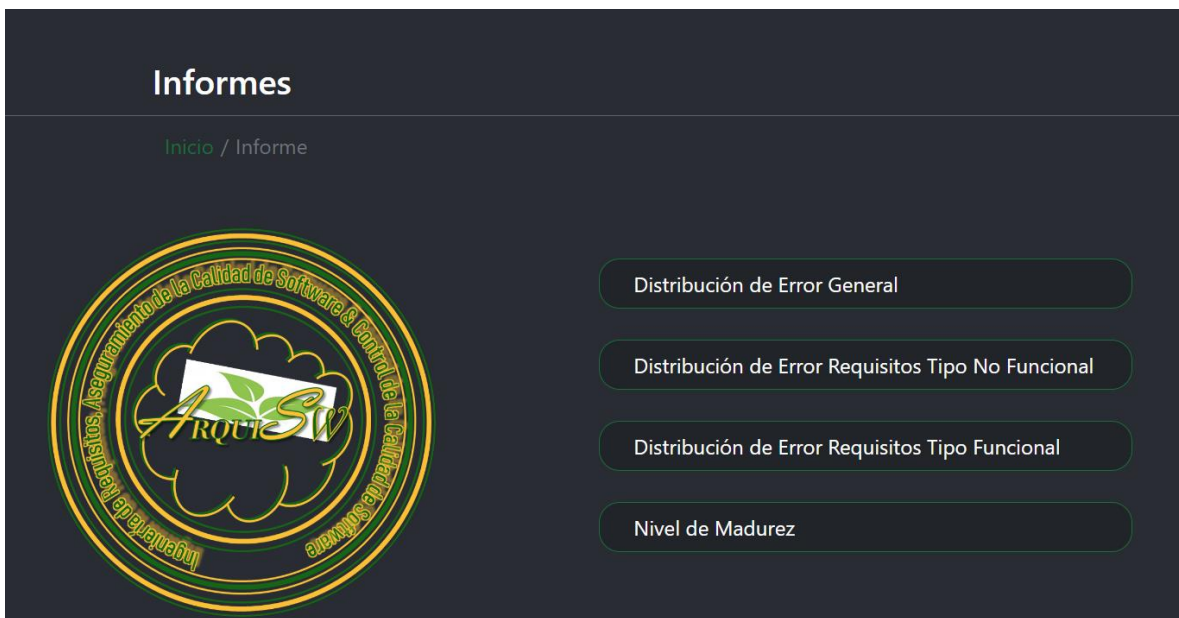 Informes
Inicio / Informe
Ingeniería de Requisitos, Aseguramiento de la Calidad de Software & Control de La Calidad de Software
ARQUISW
Distribución de Error General
Distribución de Error Requisitos Tipo No Funcional
Distribución de Error Requisitos Tipo Funcional
Nivel de Madurez